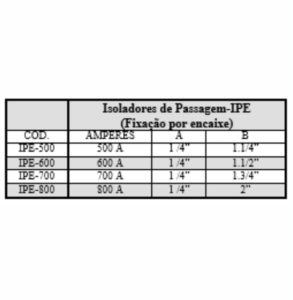 Isoladores de Passagem-IPE
(Fixação por encaixe)
COD. AMPERÈS A B
IPE-500 500 A 1 /4” 1.1/4”
IPE-600 600 A 1 /4” 1.1/2”
IPE-700 700 A 1 /4” 1.3/4”
IPE-800 800 A 1 /4” 2”